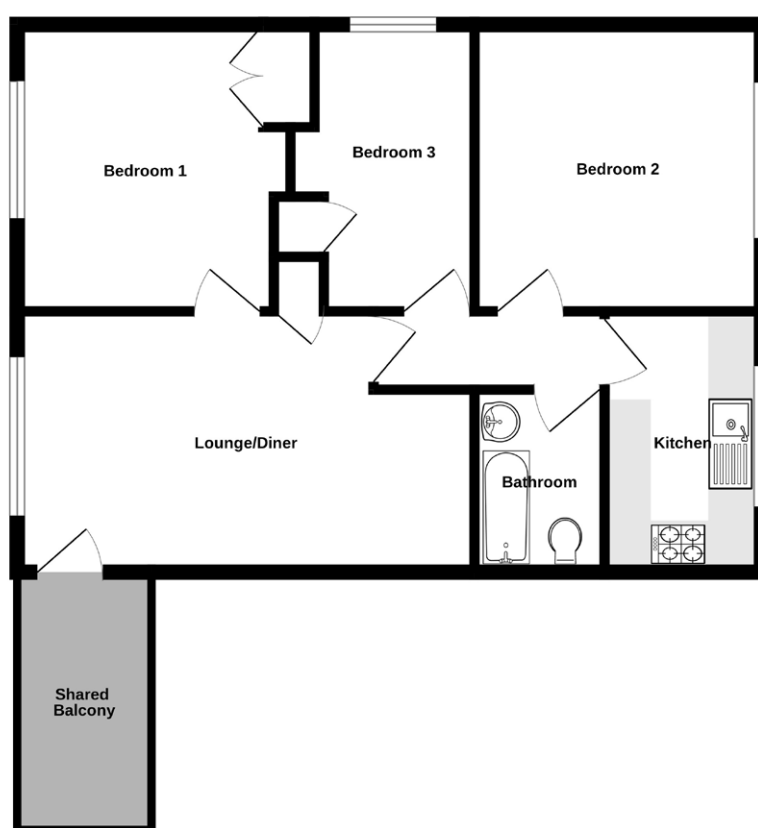 Bedroom 1
Bedroom 3
Bedroom 2
Lounge/Diner
Kitchen
Bathroom
Shared
Balcony